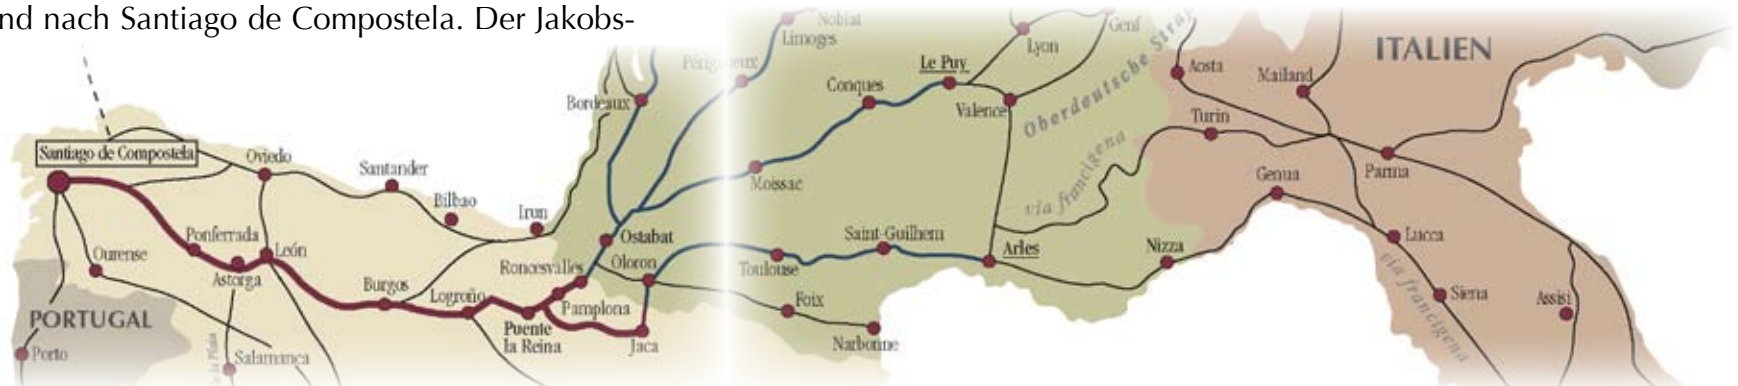 nd nach Santiago de Compostela. Der Jakobs-
Noblat
Limoges
Genf
Lyon
Oberdeutsche
ITALIEN
Périgueux
Le Puy
Aosta
Mailand
Bordeaux
Conques
Valence
Turin
Santiago de Compostela
Oviedo
Santander
Moissac
via francigena
Genua
Parma
Bilbao
Irun
Ponferrada
León
Ostabat
Saint-Guilhem
Arles
Nizza
Lucca
Ourense
Astorga
Roncesvalles
Oloron
Toulouse
via francigena
Burgos
Logroño
Pamplona
Foix
Siena
Assisi
PORTUGAL
Puente
la Reina
Jaca
Narbonne
Porto
Salamanca
de la Plata